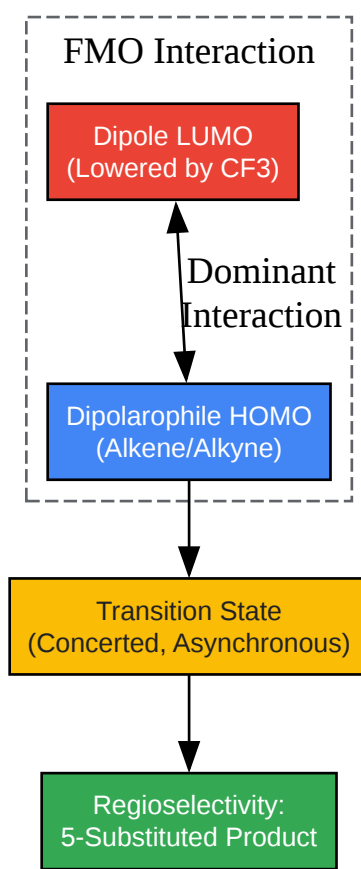 FMO Interaction
Dipole LUMO
(Lowered by CF3)
Dominant
Interaction
Dipolarophile HOMO
(Alkene/Alkyne)
Transition State
(Concerted, Asynchronous)
Regioselectivity:
5-Substituted Product